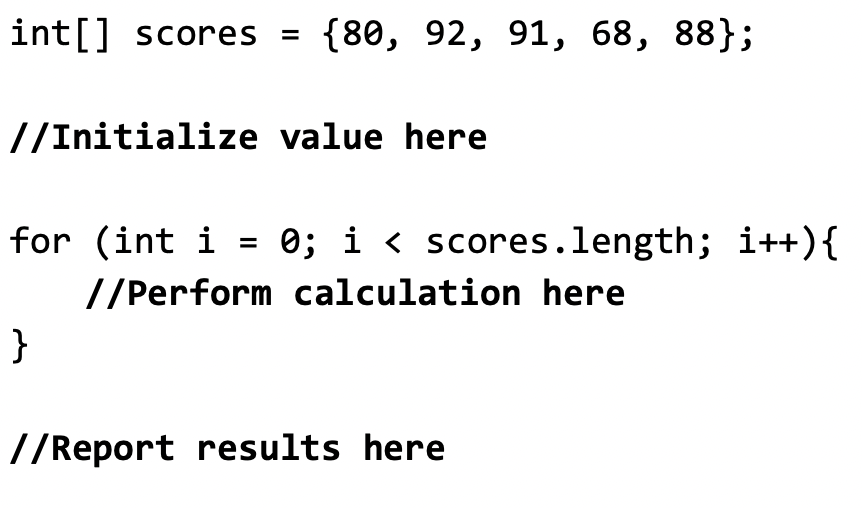 int[] scores = {80, 92, 91, 68, 88};
//Initialize value here
for (int i = 0; i < scores.length; i++){
//Perform calculation here
}
//Report results here